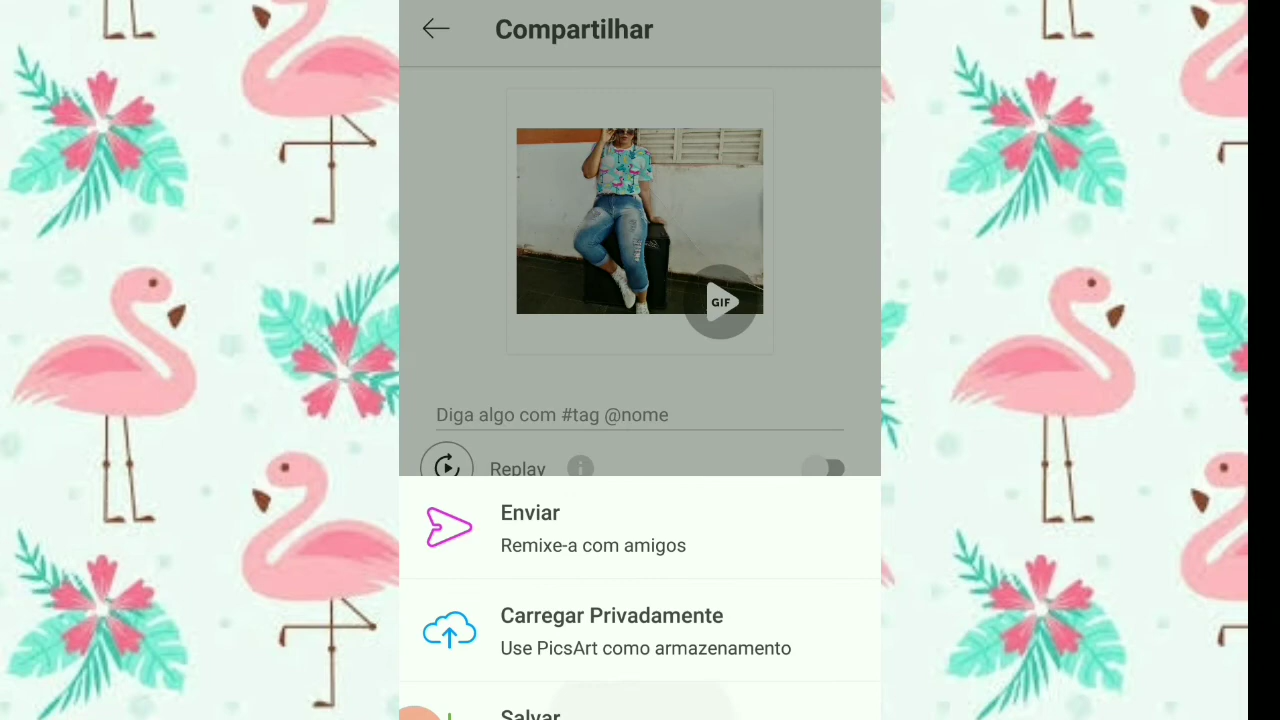 Compartilhar
GIF
Diga algo com #tag @nome
Replay
Enviar
Remixe-a com amigos
Carregar Privadamente
Use PicsArt como armazenamento
Salvar